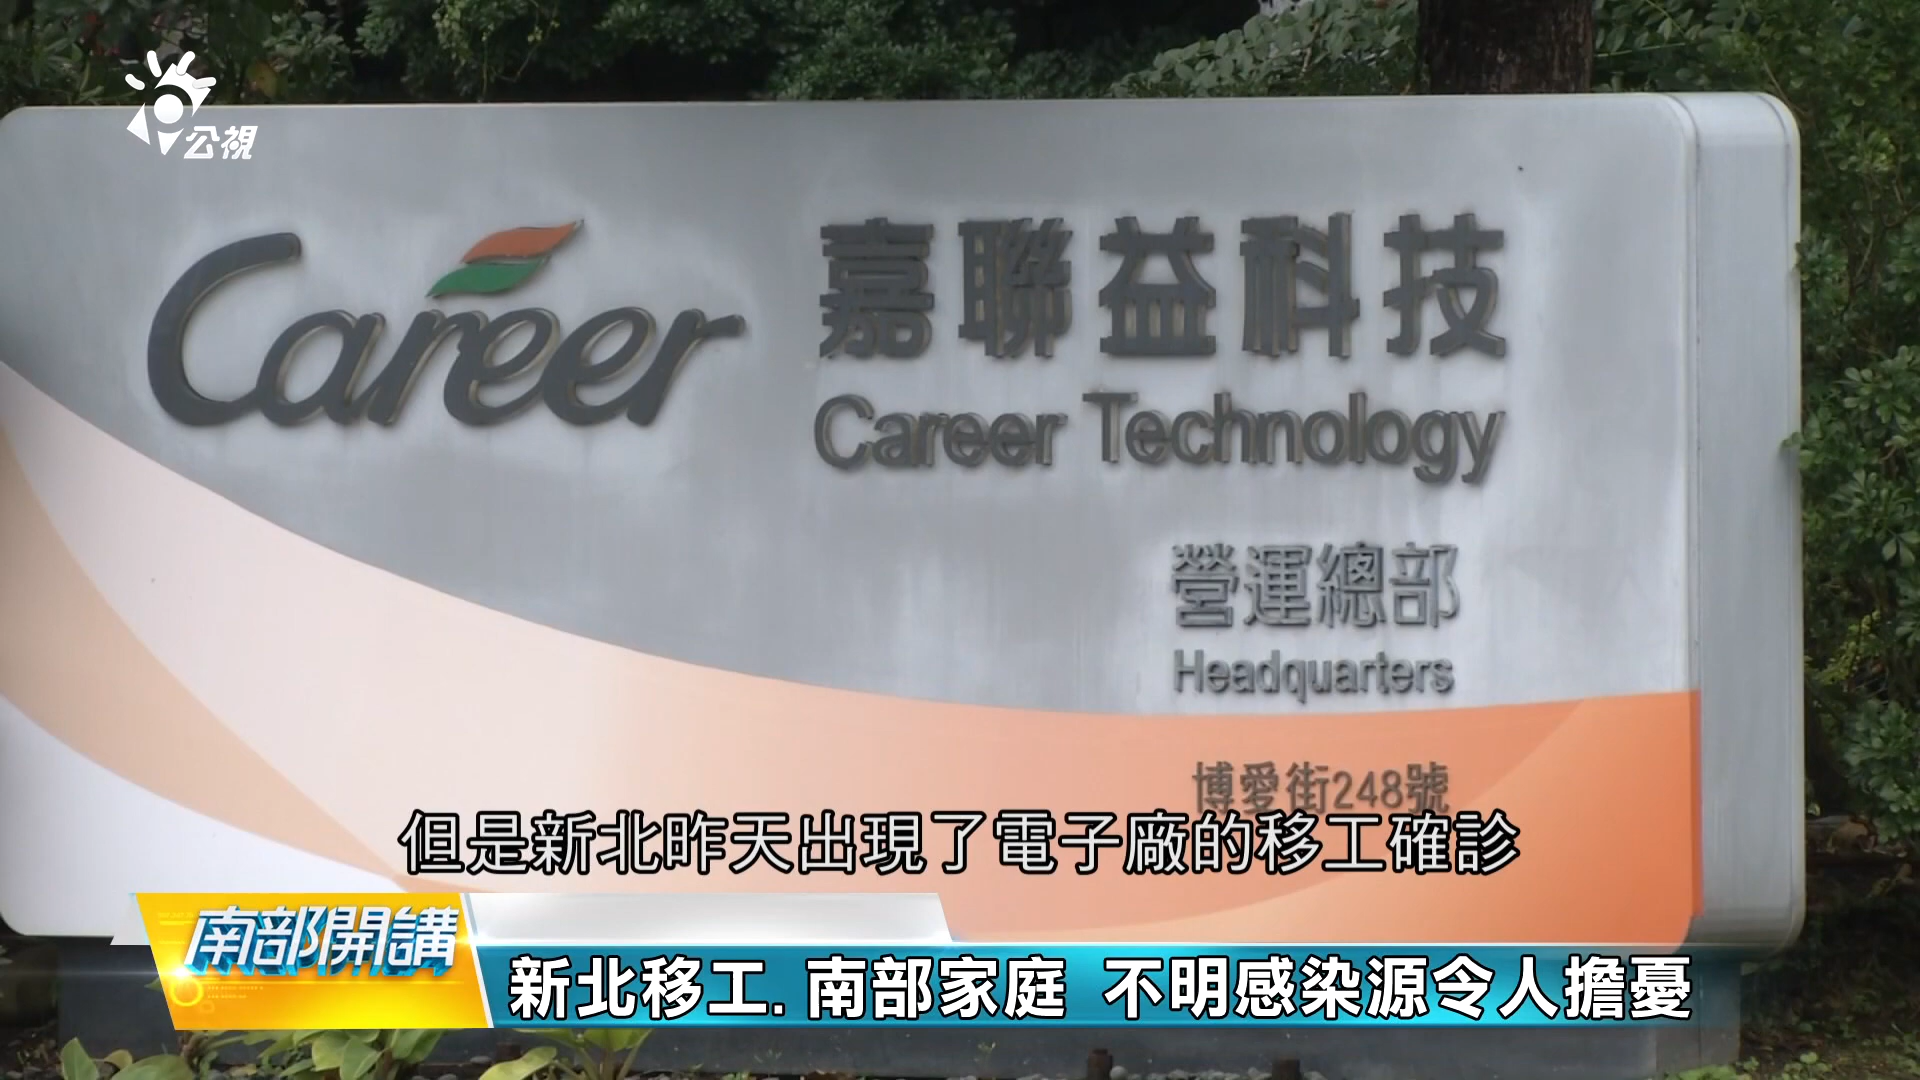 公視
Career
嘉聯益科技
Career Technology
營運總部
Headquarters
博愛街248號
但是新北昨天出現了電子廠的移工確診
南部開講
新北移工.南部家庭 不明感染源令人擔憂